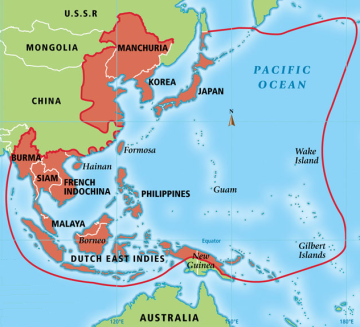 U.S.S.R
MONGOLIA
MANCHURIA
KOREA
JAPAN
PACIFIC
OCEAN
CHINA
N
BURMA
Hainan
Formosa
Wake
Island
SIAM
FRENCH
INDOCHINA
PHILIPPINES
Guam
MALAYA
Borneo
Equator
Gilbert
Islands
DUTCH EAST INDIES
New
Guinea
AUSTRALIA
120°E
150°E
180°E